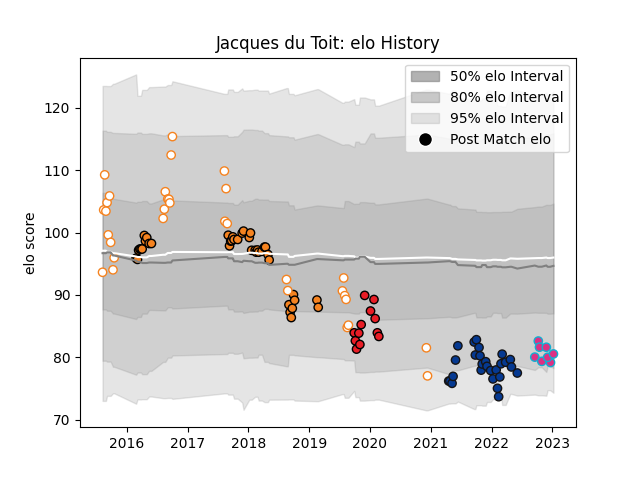 Jacques du Toit: elo History
50% elo Interval
80% elo Interval
95% elo Interval
Post Match elo
elo score
120
110
100
90
80
70
2016
2017
2018
2019
2020
2021
2022
2023